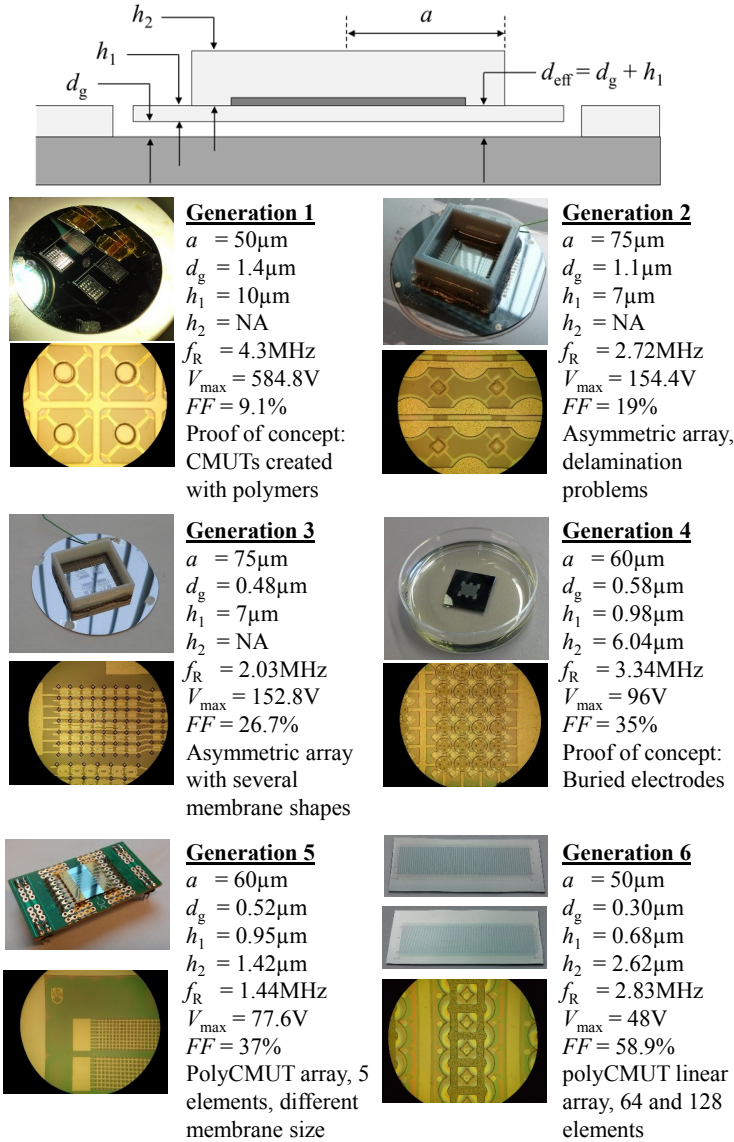 h2
a
h1
dg
deff = dg + h1
Generation 1
a = 50µm
dg = 1.4µm
h1 = 10µm
h2 = NA
fR = 4.3MHz
Vmax = 584.8V
FF = 9.1%
Proof of concept:
CMUTs created
with polymers
Generation 2
a = 75µm
dg = 1.1µm
h1 = 7µm
h2 = NA
fR = 2.72MHz
Vmax = 154.4V
FF = 19%
Asymmetric array,
delamination
problems
Generation 3
a = 75µm
dg = 0.48µm
h1 = 7µm
h2 = NA
fR = 2.03MHz
Vmax = 152.8V
FF = 26.7%
Asymmetric array
with several
membrane shapes
Generation 4
a = 60µm
dg = 0.58µm
h1 = 0.98µm
h2 = 6.04µm
fR = 3.34MHz
Vmax = 96V
FF = 35%
Proof of concept:
Buried electrodes
Generation 5
a = 60µm
dg = 0.52µm
h1 = 0.95µm
h2 = 1.42µm
fR = 1.44MHz
Vmax = 77.6V
FF = 37%
PolyCMUT array, 5
elements, different
membrane size
Generation 6
a = 50µm
dg = 0.30µm
h1 = 0.68µm
h2 = 2.62µm
fR = 2.83MHz
Vmax = 48V
FF = 58.9%
polyCMUT linear
array, 64 and 128
elements